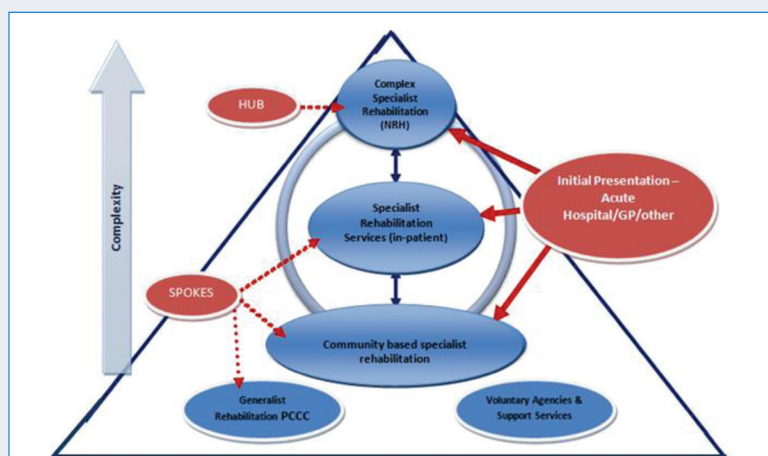 Complex
Specialist
Rehabilitation
(NRH)
HUB
Initial Presentation –
Acute
Hospital/GP/other
Specialist
Rehabilitation
Services (in-patient)
Complexity
SPOKES
Community based specialist
rehabilitation
Generalist
Rehabilitation PCCC
Voluntary Agencies &
Support Services